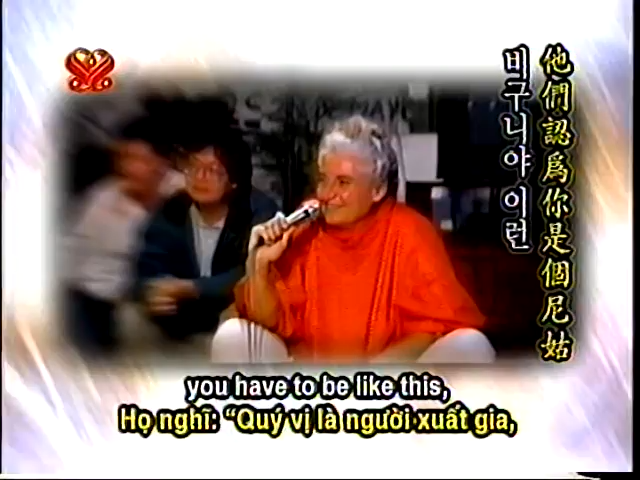 他們認爲你是個尼姑
비구니야 이런
you have to be like this,
Họ nghĩ: “Quý vị là người xuất gia,